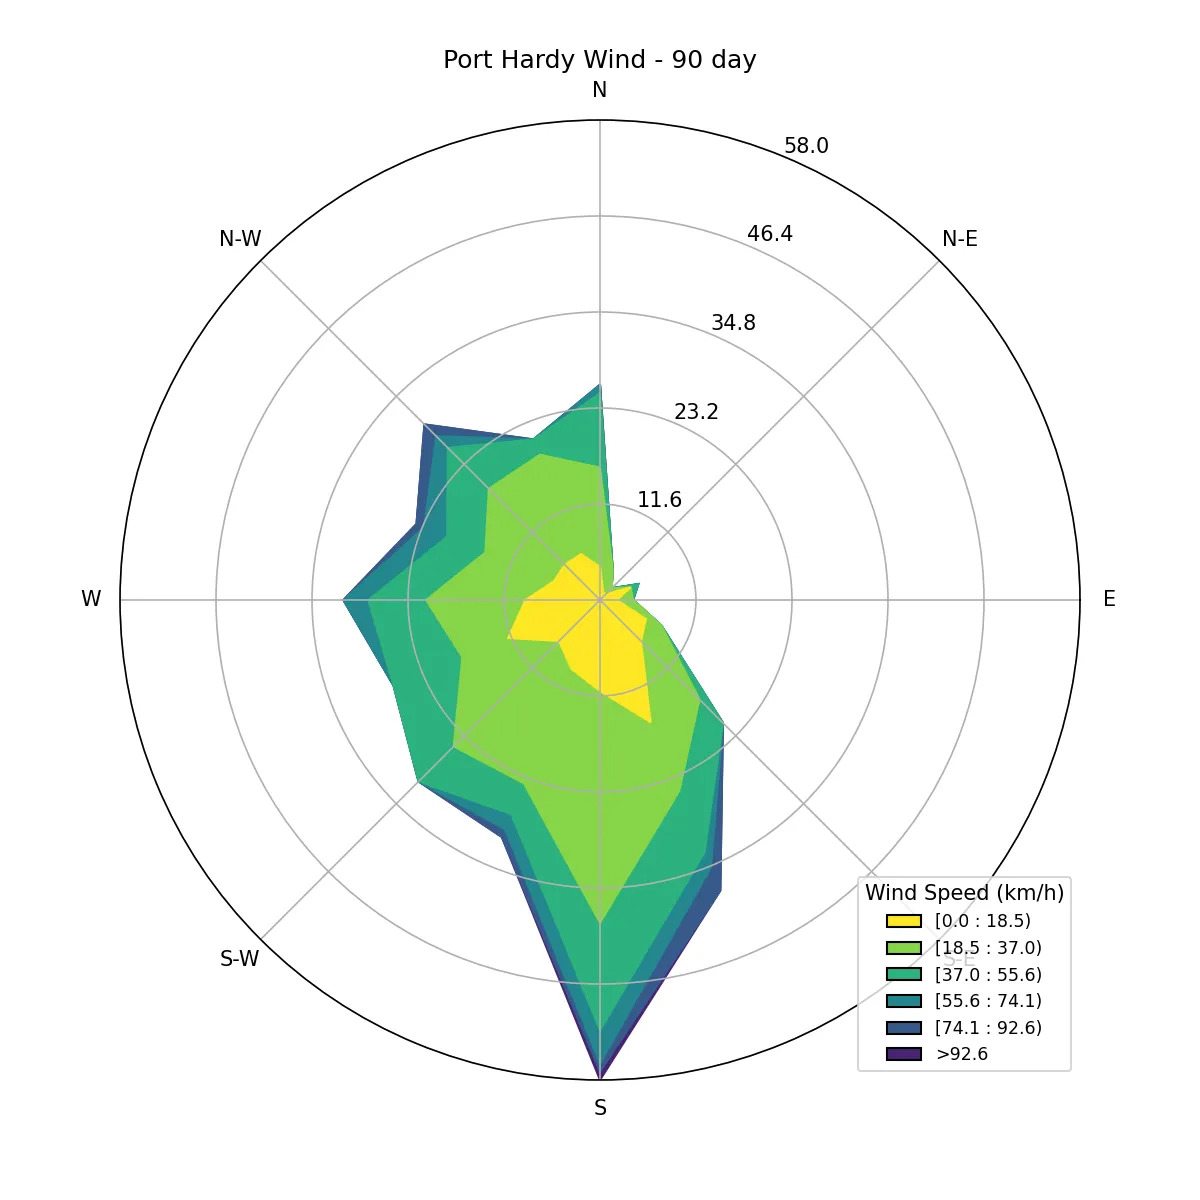 Port Hardy Wind - 90 day
N
58.0
N-W
46.4
N-E
34.8
23.2
11.6
W
E
S-W
S-E
S
Wind Speed (km/h)
[0.0 : 18.5)
[18.5 : 37.0)
[37.0 : 55.6)
[55.6 : 74.1)
[74.1 : 92.6)
>92.6